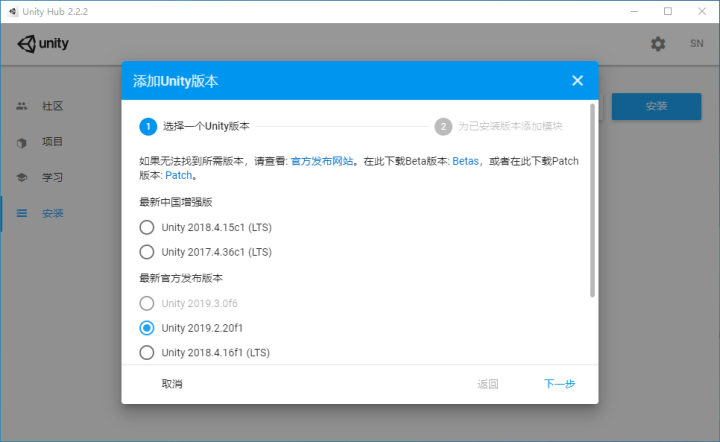 Unity Hub 2.2.2
unity
SN
社区
项目
学习
安装
安装
添加Unity版本
1 选择一个Unity版本
2 为已安装版本添加模块
如果无法找到所需版本，请查看: 官方发布网站。在此下载Beta版本: Betas，或者在此下载Patch
版本: Patch。
最新中国增强版
Unity 2018.4.15c1 (LTS)
Unity 2017.4.36c1 (LTS)
最新官方发布版本
Unity 2019.3.0f6
Unity 2019.2.20f1
Unity 2018.4.16f1 (LTS)
取消
返回
下一步